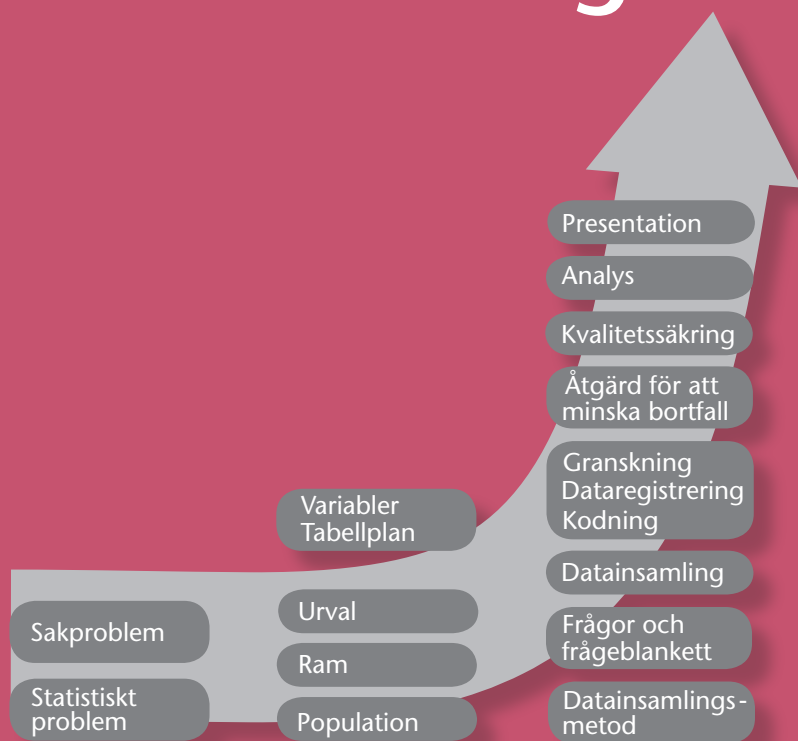 Sakproblem
Statistiskt
problem
Variabler
Tabellplan
Urval
Ram
Population
Presentation
Analys
Kvalitetssäkring
Åtgärd för att
minska bortfall
Granskning
Dataregistrering
Kodning
Datainsamling
Frågor och
frågeblankett
Datainsamlings-
metod